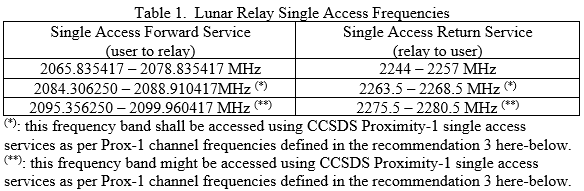 Table 1.  Lunar Relay Single Access Frequencies
Single Access Forward Service Single Access Return Service
(user to relay) (relay to user)
2065.835417 – 2078.835417 MHz 2244 – 2257 MHz
2084.306250 – 2088.910417MHz (*) 2263.5 – 2268.5 MHz (*)
2095.356250 – 2099.960417 MHz (**) 2275.5 – 2280.5 MHz (**)
(*): this frequency band shall be accessed using CCSDS Proximity-1 single access
services as per Prox-1 channel frequencies defined in the recommendation 3 here-below.
(**): this frequency band might be accessed using CCSDS Proximity-1 single access
services as per Prox-1 channel frequencies defined in the recommendation 3 here-below.